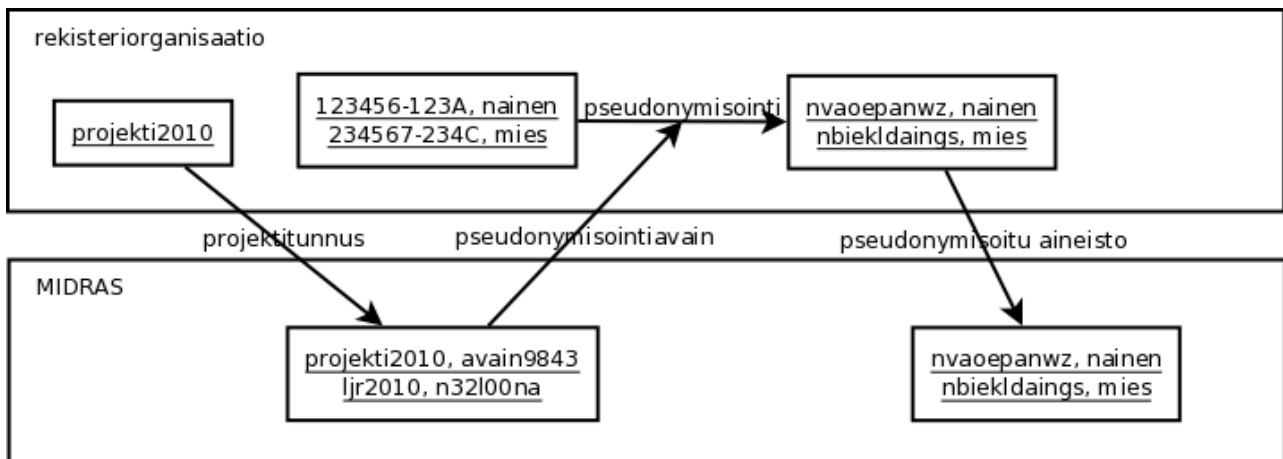 rekisteriorganisaatio
projekti2010
123456-123A, nainen
234567-234C, mies
pseudonymisointi
nvaoepanwz, nainen
nbiekldaings, mies
projektitunnus
pseudonymisointiavain
pseudonymisoitu aineisto
MIDRAS
projekti2010, avain9843
ljr2010, n32l00na
nvaoepanwz, nainen
nbiekldaings, mies